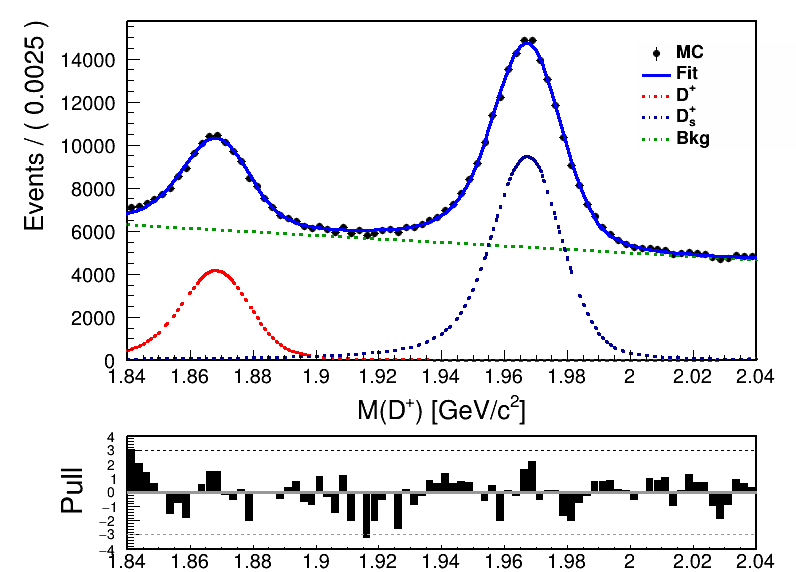 Events / ( 0.0025 )
14000
12000
10000
8000
6000
4000
2000
0
MC
Fit
D⁺
Dₛ⁺
Bkg
1.84 1.86 1.88 1.9 1.92 1.94 1.96 1.98 2 2.02 2.04
M(D⁺) [GeV/c²]
Pull
4
3
2
1
0
−1
−2
−3
−4
1.84 1.86 1.88 1.9 1.92 1.94 1.96 1.98 2 2.02 2.04